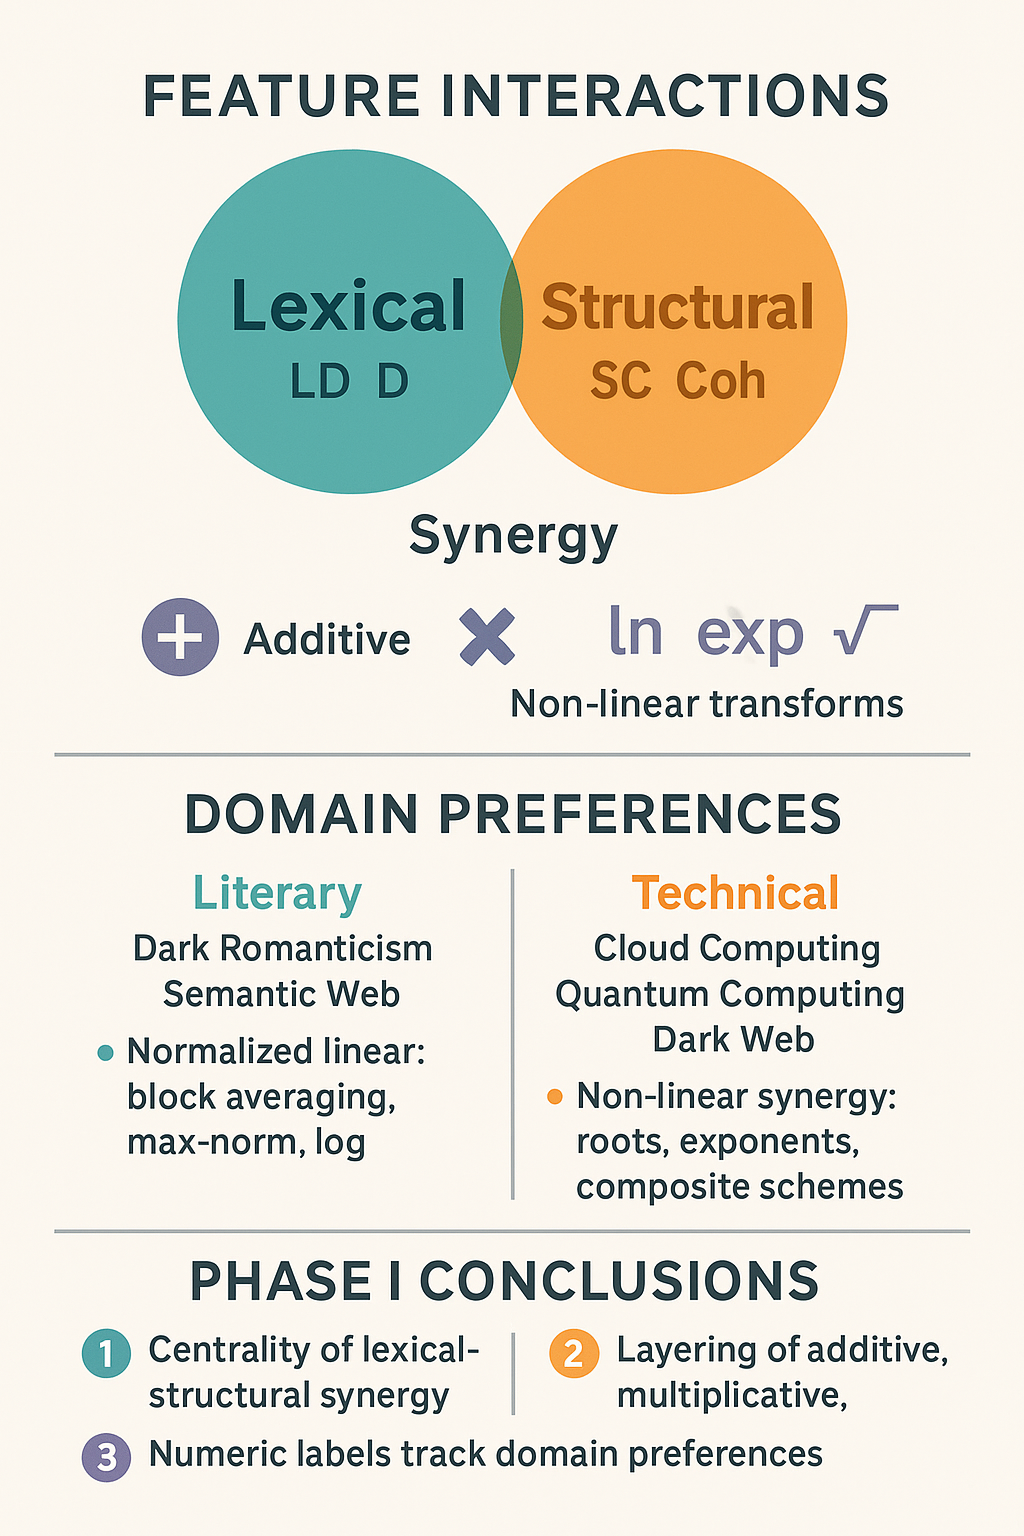 FEATURE INTERACTIONS
Lexical
LD D
Structural
SC Coh
Synergy
+ Additive × ln exp √
Non-linear transforms
DOMAIN PREFERENCES
Literary
Dark Romanticism
Semantic Web
• Normalized linear:
block averaging,
max-norm, log
Technical
Cloud Computing
Quantum Computing
Dark Web
• Non-linear synergy:
roots, exponents,
composite schemes
PHASE I CONCLUSIONS
1 Centrality of lexical-
structural synergy
2 Layering of additive,
multiplicative,
3 Numeric labels track domain preferences